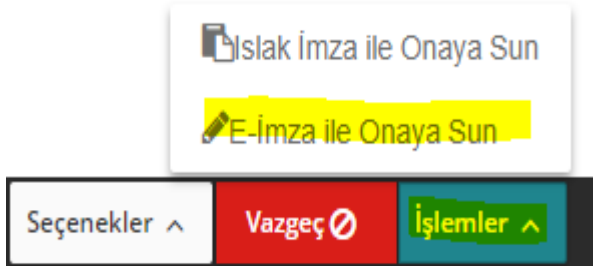 Islak İmza ile Onaya Sun
E-İmza ile Onaya Sun
Seçenekler Vazgeç İşlemler